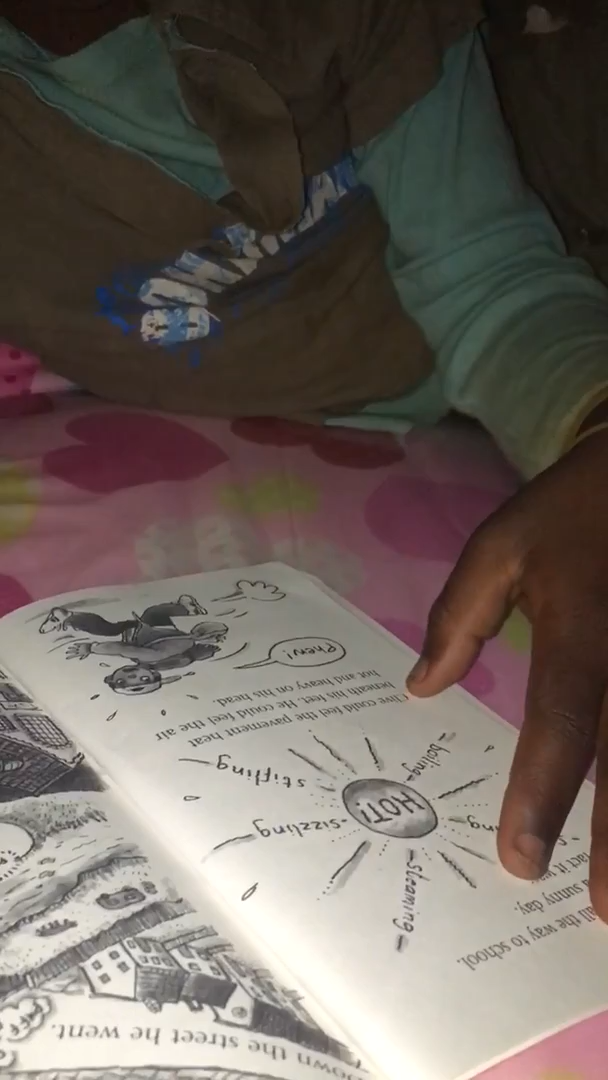 Down the street he went.
all the way to school.
sunny day.
HOT!
boiling
stifling
sizzling
steaming
Clive could feel the pavement heat
beneath his feet. He could feel the air
hot and heavy on his head.
Phew!